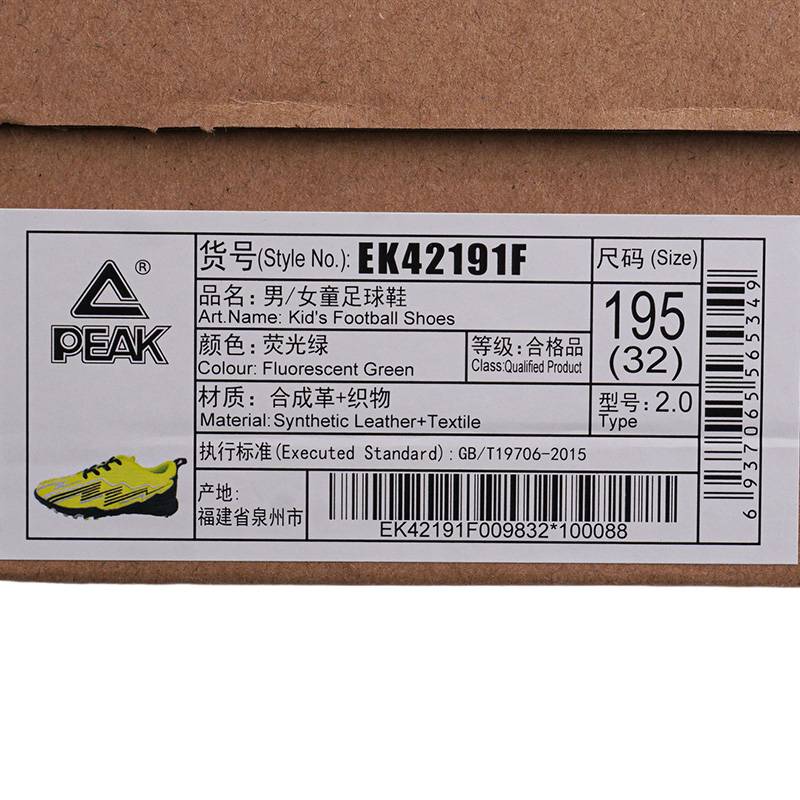 ®
PEAK
货号(Style No.): EK42191F
品名: 男/女童足球鞋
Art.Name: Kid's Football Shoes
颜色: 荧光绿
Colour: Fluorescent Green
等级: 合格品
Class:Qualified Product
材质: 合成革+织物
Material: Synthetic Leather+Textile
尺码 (Size)
195
(32)
型号: 2.0
Type
执行标准(Executed Standard): GB/T19706-2015
产地:
福建省泉州市
EK42191F009832*100088
6937065565349